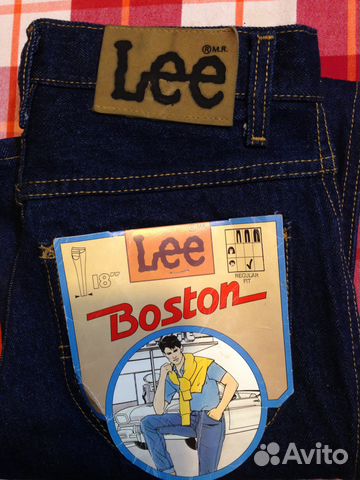 Lee
® M.R.
18"
Lee
REGULAR
FIT
Boston
Avito